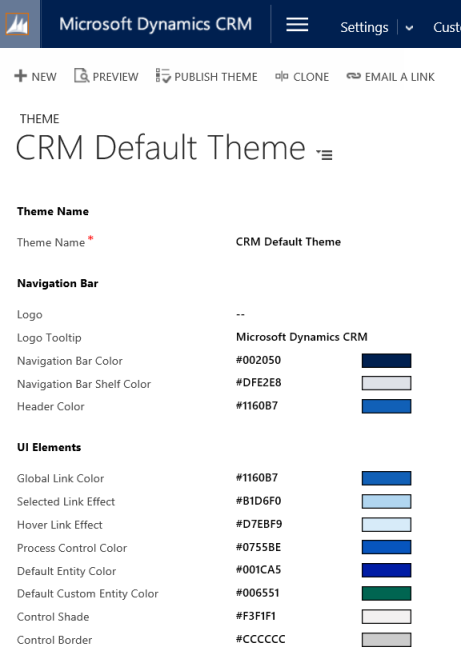 Microsoft Dynamics CRM Settings
NEW PREVIEW PUBLISH THEME CLONE EMAIL A LINK
THEME
CRM Default Theme
Theme Name
Theme Name* CRM Default Theme
Navigation Bar
Logo --
Logo Tooltip Microsoft Dynamics CRM
Navigation Bar Color #002050
Navigation Bar Shelf Color #DFE2E8
Header Color #1160B7
UI Elements
Global Link Color #1160B7
Selected Link Effect #B1D6F0
Hover Link Effect #D7EBF9
Process Control Color #0755BE
Default Entity Color #001CA5
Default Custom Entity Color #006551
Control Shade #F3F1F1
Control Border #CCCCCC